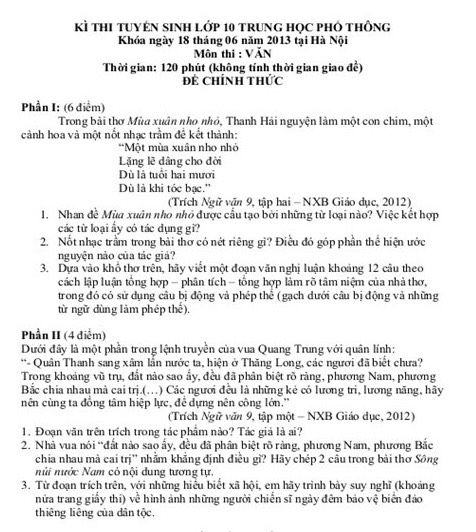 KÌ THI TUYỂN SINH LỚP 10 TRUNG HỌC PHỔ THÔNG
Khóa ngày 18 tháng 06 năm 2013 tại Hà Nội
Môn thi : VĂN
Thời gian: 120 phút (không tính thời gian giao đề)
ĐỀ CHÍNH THỨC
Phần I: (6 điểm)
Trong bài thơ Mùa xuân nho nhỏ, Thanh Hải nguyện làm một con chim, một
cành hoa và một nốt nhạc trầm để kết thành:
“Một mùa xuân nho nhỏ
Lặng lẽ dâng cho đời
Dù là tuổi hai mươi
Dù là khi tóc bạc.”
(Trích Ngữ văn 9, tập hai – NXB Giáo dục, 2012)
1. Nhan đề Mùa xuân nho nhỏ được cấu tạo bởi những từ loại nào? Việc kết hợp
các từ loại ấy có tác dụng gì?
2. Nốt nhạc trầm trong bài thơ có nét riêng gì? Điều đó góp phần thể hiện ước
nguyện nào của tác giả?
3. Dựa vào khổ thơ trên, hãy viết một đoạn văn nghị luận khoảng 12 câu theo
cách lập luận tổng hợp – phân tích – tổng hợp làm rõ tâm niệm của nhà thơ,
trong đó có sử dụng câu bị động và phép thế (gạch dưới câu bị động và những
từ ngữ dùng làm phép thế).
Phần II (4 điểm)
Dưới đây là một phần trong lệnh truyền của vua Quang Trung với quân lính:
“- Quân Thanh sang xâm lấn nước ta, hiện ở Thăng Long, các ngươi đã biết chưa?
Trong khoảng vũ trụ, đất nào sao ấy, đều đã phân biệt rõ ràng, phương Nam, phương
Bắc chia nhau mà cai trị.(…) Các ngươi đều là những kẻ có lương tri, lương năng, hãy
nên cùng ta đồng tâm hiệp lực, để dựng nên công lớn.”
(Trích Ngữ văn 9, tập một – NXB Giáo dục, 2012)
1. Đoạn văn trên trích trong tác phẩm nào? Tác giả là ai?
2. Nhà vua nói “đất nào sao ấy, đều đã phân biệt rõ ràng, phương Nam, phương Bắc
chia nhau mà cai trị” nhằm khẳng định điều gì? Hãy chép 2 câu trong bài thơ Sông
núi nước Nam có nội dung tương tự.
3. Từ đoạn trích trên, với những hiểu biết xã hội, em hãy trình bày suy nghĩ (khoảng
nửa trang giấy thi) về hình ảnh những người chiến sĩ ngày đêm bảo vệ biển đảo
thiêng liêng của dân tộc.